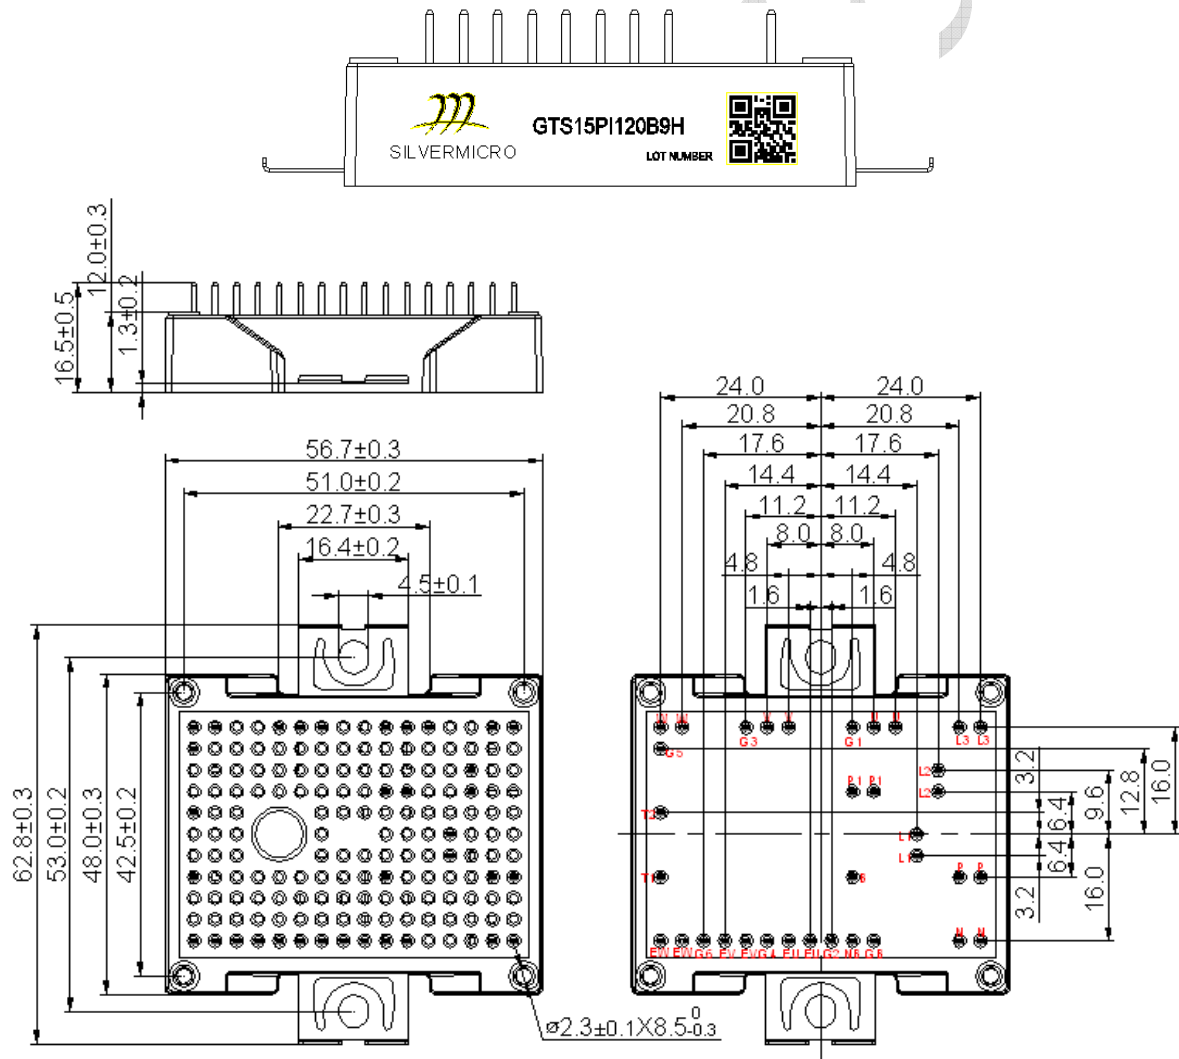 SILVERMICRO
GTS15PI120B9H
LOT NUMBER
12.0±0.3
16.5±0.5
1.3±0.2
56.7±0.3
51.0±0.2
22.7±0.3
16.4±0.2
4.5±0.1
62.8±0.3
53.0±0.2
48.0±0.3
42.5±0.2
⌀2.3±0.1X8.5 0 -0.3
24.0 24.0
20.8 20.8
17.6 17.6
14.4 14.4
11.2 11.2
8.0 8.0
4.8 4.8
1.6 1.6
W W V V U U
G3 G1 L3 L3
G5
L2
P1 P1 L2
T2
L1
L1
T1 B P P
N N
EW EW G6 EV EV G4 EU EU G2 NB GB
3.2
6.4
9.6
12.8
16.0
6.4
3.2
16.0